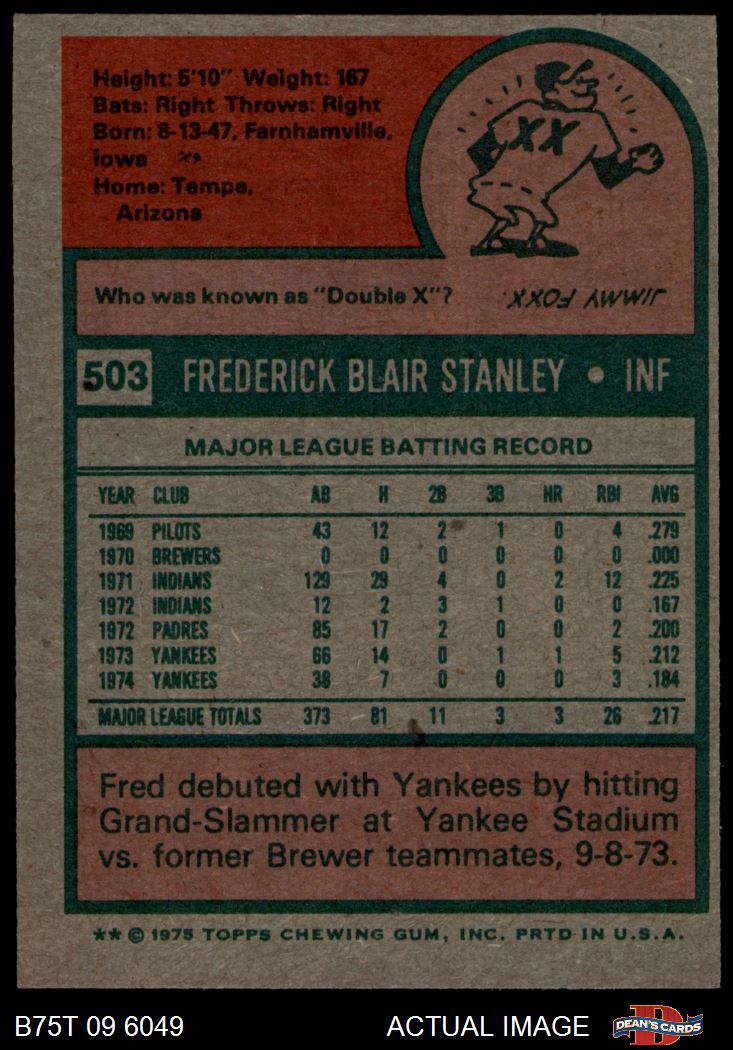 Height: 5'10" Weight: 167
Bats: Right Throws: Right
Born: 8-13-47, Farnhamville,
Iowa
Home: Tempe,
Arizona
XX
Who was known as "Double X"? JIMMY FOXX.
503 FREDERICK BLAIR STANLEY • INF
MAJOR LEAGUE BATTING RECORD
YEAR CLUB AB H 2B 3B HR RBI AVG
1969 PILOTS 43 12 2 1 0 4 .279
1970 BREWERS 0 0 0 0 0 0 .000
1971 INDIANS 129 29 4 0 2 12 .225
1972 INDIANS 12 2 3 1 0 0 .167
1972 PADRES 85 17 2 0 0 2 .200
1973 YANKEES 66 14 0 1 1 5 .212
1974 YANKEES 38 7 0 0 0 3 .184
MAJOR LEAGUE TOTALS 373 81 11 3 3 26 .217
Fred debuted with Yankees by hitting
Grand-Slammer at Yankee Stadium
vs. former Brewer teammates, 9-8-73.
** © 1975 TOPPS CHEWING GUM, INC. PRTD IN U.S.A.
B75T 09 6049 ACTUAL IMAGE D DEAN'S CARDS